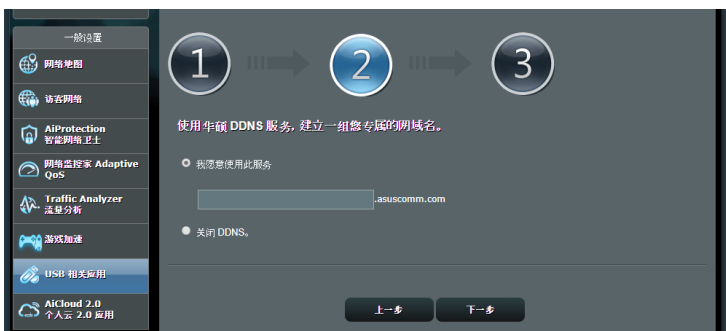 一般设置
网络地图
访客网络
AiProtection
智能网络卫士
网络监控家 Adaptive
QoS
Traffic Analyzer
流量分析
游戏加速
USB 相关应用
AiCloud 2.0
个人云 2.0 应用
1
2
3
使用华硕 DDNS 服务, 建立一组您专属的网域名。
我愿意使用此服务
.asuscomm.com
关闭 DDNS。
上一步
下一步